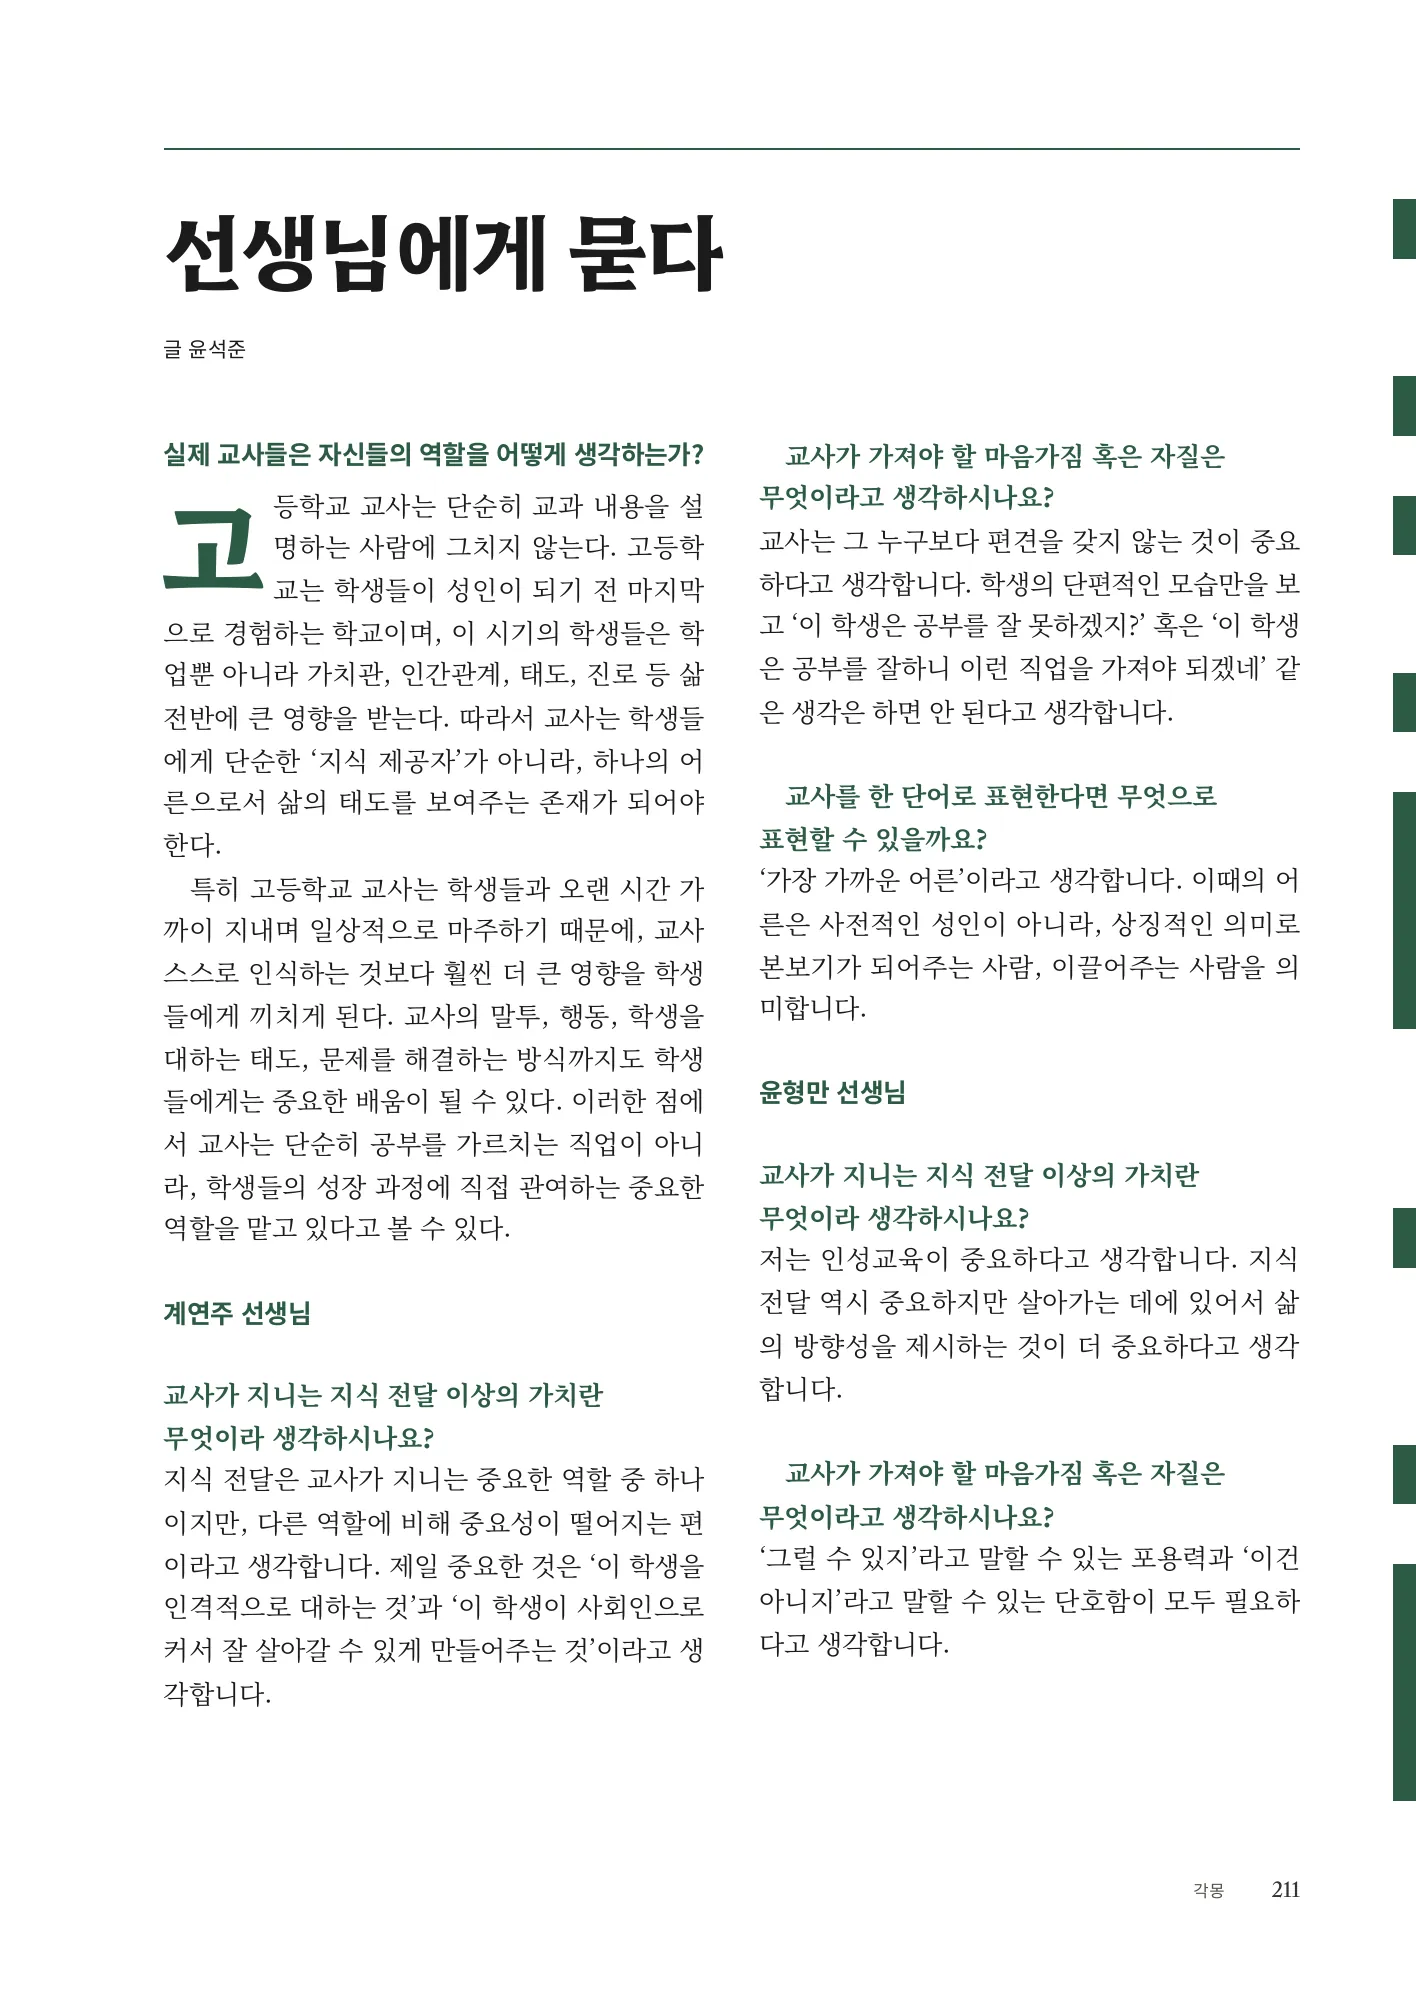 선생님에게 묻다
글 윤석준
실제 교사들은 자신들의 역할을 어떻게 생각하는가?
고등학교 교사는 단순히 교과 내용을 설
명하는 사람에 그치지 않는다. 고등학
교는 학생들이 성인이 되기 전 마지막
으로 경험하는 학교이며, 이 시기의 학생들은 학
업뿐 아니라 가치관, 인간관계, 태도, 진로 등 삶
전반에 큰 영향을 받는다. 따라서 교사는 학생들
에게 단순한 ‘지식 제공자’가 아니라, 하나의 어
른으로서 삶의 태도를 보여주는 존재가 되어야
한다.
특히 고등학교 교사는 학생들과 오랜 시간 가
까이 지내며 일상적으로 마주하기 때문에, 교사
스스로 인식하는 것보다 훨씬 더 큰 영향을 학생
들에게 끼치게 된다. 교사의 말투, 행동, 학생을
대하는 태도, 문제를 해결하는 방식까지도 학생
들에게는 중요한 배움이 될 수 있다. 이러한 점에
서 교사는 단순히 공부를 가르치는 직업이 아니
라, 학생들의 성장 과정에 직접 관여하는 중요한
역할을 맡고 있다고 볼 수 있다.
계연주 선생님
교사가 지니는 지식 전달 이상의 가치란
무엇이라 생각하시나요?
지식 전달은 교사가 지니는 중요한 역할 중 하나
이지만, 다른 역할에 비해 중요성이 떨어지는 편
이라고 생각합니다. 제일 중요한 것은 ‘이 학생을
인격적으로 대하는 것’과 ‘이 학생이 사회인으로
커서 잘 살아갈 수 있게 만들어주는 것’이라고 생
각합니다.
교사가 가져야 할 마음가짐 혹은 자질은
무엇이라고 생각하시나요?
교사는 그 누구보다 편견을 갖지 않는 것이 중요
하다고 생각합니다. 학생의 단편적인 모습만을 보
고 ‘이 학생은 공부를 잘 못하겠지?’ 혹은 ‘이 학생
은 공부를 잘하니 이런 직업을 가져야 되겠네’ 같
은 생각은 하면 안 된다고 생각합니다.
교사를 한 단어로 표현한다면 무엇으로
표현할 수 있을까요?
‘가장 가까운 어른’이라고 생각합니다. 이때의 어
른은 사전적인 성인이 아니라, 상징적인 의미로
본보기가 되어주는 사람, 이끌어주는 사람을 의
미합니다.
윤형만 선생님
교사가 지니는 지식 전달 이상의 가치란
무엇이라 생각하시나요?
저는 인성교육이 중요하다고 생각합니다. 지식
전달 역시 중요하지만 살아가는 데에 있어서 삶
의 방향성을 제시하는 것이 더 중요하다고 생각
합니다.
교사가 가져야 할 마음가짐 혹은 자질은
무엇이라고 생각하시나요?
‘그럴 수 있지’라고 말할 수 있는 포용력과 ‘이건
아니지’라고 말할 수 있는 단호함이 모두 필요하
다고 생각합니다.
각몽 211